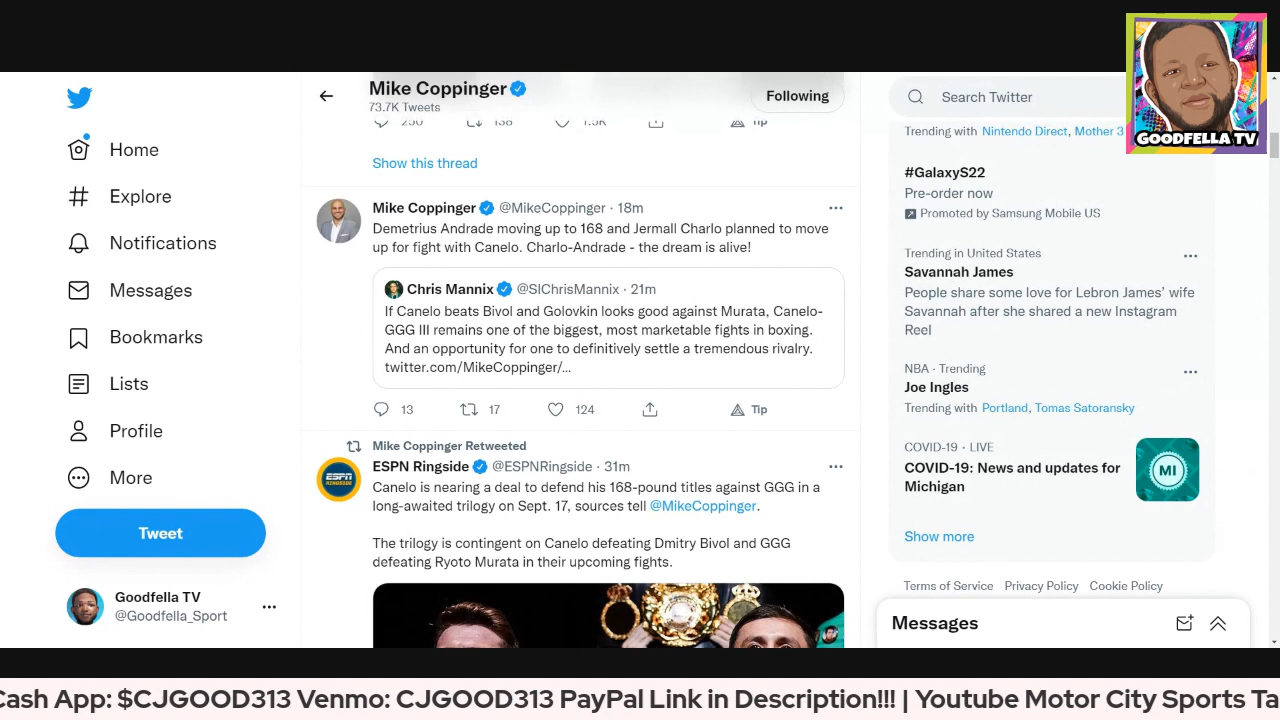 GOODFELLA TV
Home
Explore
Notifications
Messages
Bookmarks
Lists
Profile
More
Tweet
Goodfella TV
@Goodfella_Sport
Mike Coppinger
73.7K Tweets
Following
250 138 1.5K Tip
Show this thread
Mike Coppinger @MikeCoppinger · 18m
Demetrius Andrade moving up to 168 and Jermall Charlo planned to move
up for fight with Canelo. Charlo-Andrade - the dream is alive!
Chris Mannix @SIChrisMannix · 21m
If Canelo beats Bivol and Golovkin looks good against Murata, Canelo-
GGG III remains one of the biggest, most marketable fights in boxing.
And an opportunity for one to definitively settle a tremendous rivalry.
twitter.com/MikeCoppinger/...
13 17 124 Tip
Mike Coppinger Retweeted
ESPN Ringside @ESPNRingside · 31m
ESPN RINGSIDE
Canelo is nearing a deal to defend his 168-pound titles against GGG in a
long-awaited trilogy on Sept. 17, sources tell @MikeCoppinger.
The trilogy is contingent on Canelo defeating Dmitry Bivol and GGG
defeating Ryoto Murata in their upcoming fights.
Search Twitter
Trending with Nintendo Direct, Mother 3
#GalaxyS22
Pre-order now
Promoted by Samsung Mobile US
Trending in United States
Savannah James
People share some love for Lebron James' wife
Savannah after she shared a new Instagram
Reel
NBA · Trending
Joe Ingles
Trending with Portland, Tomas Satoransky
COVID-19 · LIVE
COVID-19: News and updates for
Michigan
MI
Show more
Terms of Service Privacy Policy Cookie Policy
Messages
Cash App: $CJGOOD313 Venmo: CJGOOD313 PayPal Link in Description!!! | Youtube Motor City Sports Ta